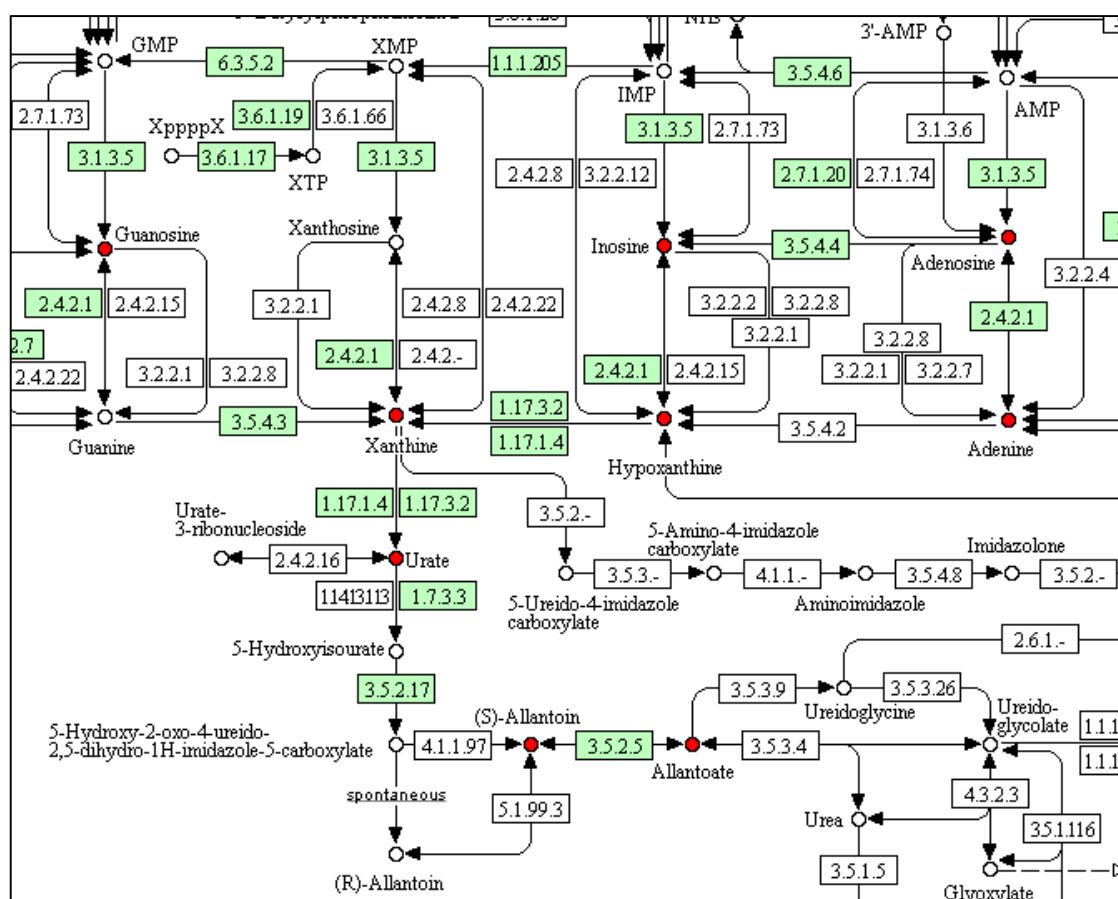 GMP
6.3.5.2
XMP
1.1.1.205
IMP
3.5.4.6
3'-AMP
AMP
2.7.1.73
3.6.1.19
3.6.1.66
XppppX
3.6.1.17
XTP
3.1.3.5
3.1.3.5
3.1.3.5
2.7.1.73
3.1.3.6
2.4.2.8
3.2.2.12
2.7.1.20
2.7.1.74
3.1.3.5
Guanosine
Xanthosine
Inosine
3.5.4.4
Adenosine
3.2.2.4
2.4.2.1
2.4.2.15
3.2.2.1
2.4.2.8
2.4.2.22
3.2.2.2
3.2.2.8
3.2.2.1
2.4.2.1
3.2.2.8
2.7
2.4.2.22
3.2.2.1
3.2.2.8
2.4.2.1
2.4.2.-
2.4.2.1
2.4.2.15
3.2.2.1
3.2.2.7
Guanine
3.5.4.3
Xanthine
1.17.3.2
1.17.1.4
Hypoxanthine
3.5.4.2
Adenine
1.17.1.4
1.17.3.2
3.5.2.-
Urate-
3-ribonucleoside
2.4.2.16
Urate
5-Amino-4-imidazole
carboxylate
Imidazolone
3.5.3.-
4.1.1.-
3.5.4.8
3.5.2.-
5-Ureido-4-imidazole
carboxylate
Aminoimidazole
11413113
1.7.3.3
5-Hydroxyisourate
2.6.1.-
3.5.2.17
3.5.3.9
3.5.3.26
Ureidoglycine
Ureido-
glycolate
5-Hydroxy-2-oxo-4-ureido-
2,5-dihydro-1H-imidazole-5-carboxylate
4.1.1.97
(S)-Allantoin
3.5.2.5
Allantoate
3.5.3.4
1.1.1
1.1.1
spontaneous
5.1.99.3
4.3.2.3
Urea
3.5.1.116
(R)-Allantoin
3.5.1.5
Glyoxylate